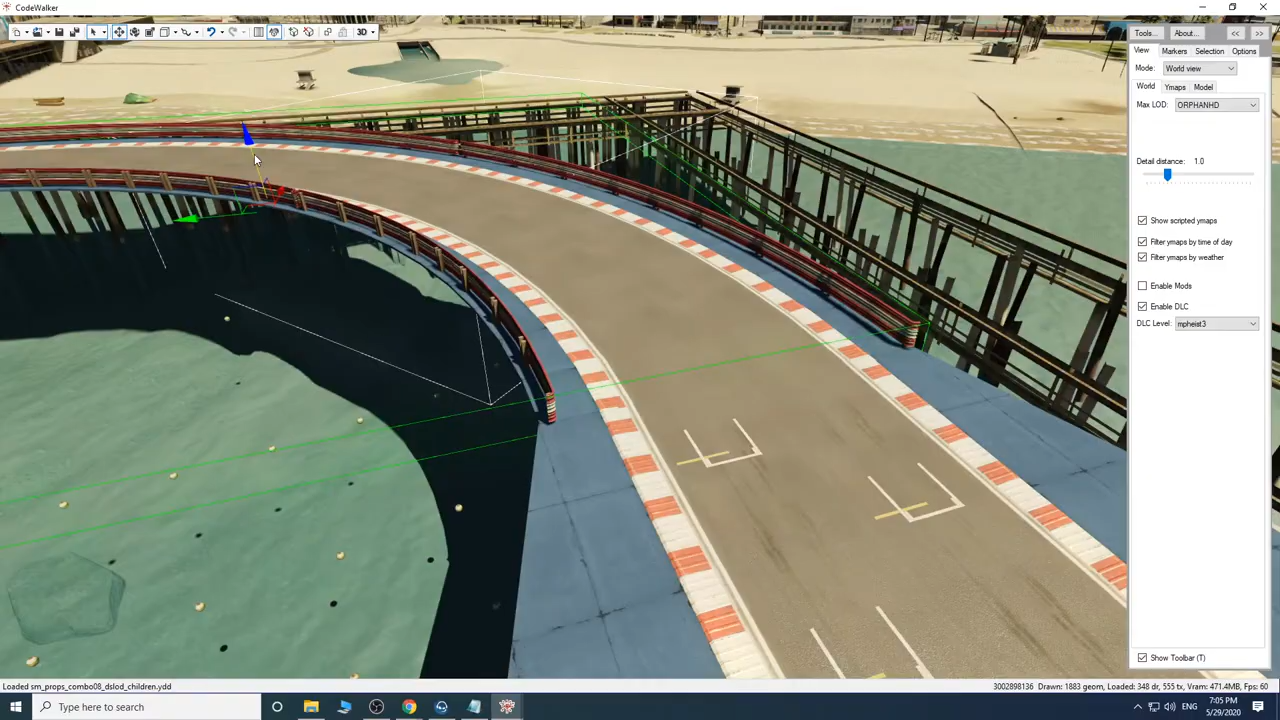 CodeWalker
3D
Tools...
About...
<<
>>
View
Markers
Selection
Options
Mode:
World view
World
Ymaps
Model
Max LOD:
ORPHANHD
Detail distance:
1.0
Show scripted ymaps
Filter ymaps by time of day
Filter ymaps by weather
Enable Mods
Enable DLC
DLC Level:
mpheist3
Show Toolbar (T)
Loaded sm_props_combo08_dslod_children.ydd
3002898136
Drawn: 1883 geom, Loaded: 348 dr, 555 tx, Vram: 471.4MB, Fps: 60
Type here to search
ENG
7:05 PM
5/29/2020